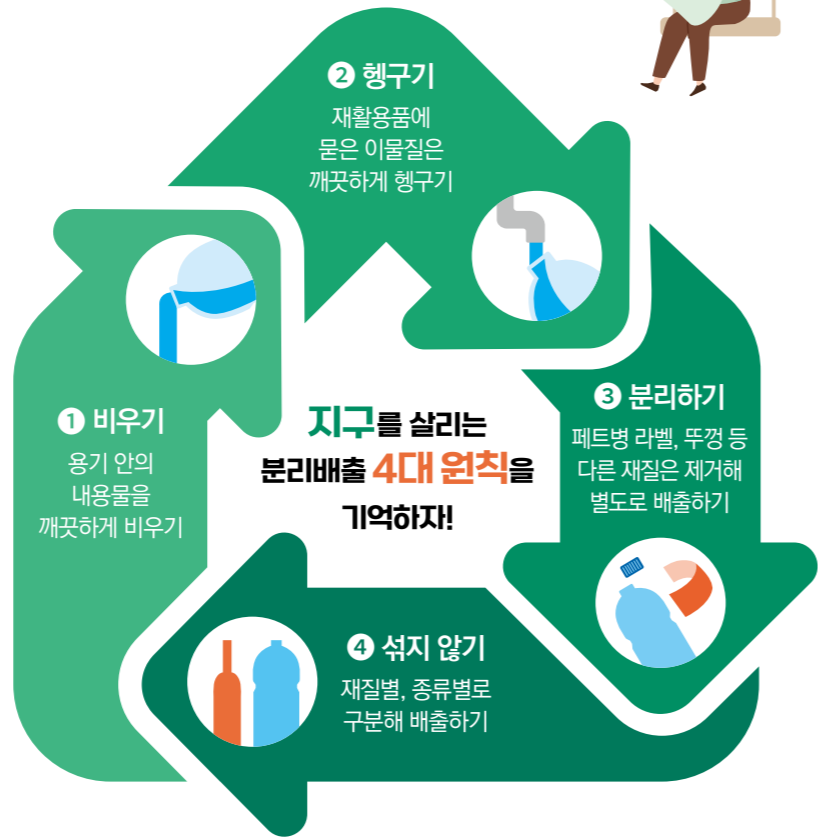 지구를 살리는
분리배출 4대 원칙을
기억하자!
❶ 비우기
용기 안의
내용물을
깨끗하게 비우기
❷ 헹구기
재활용품에
묻은 이물질은
깨끗하게 헹구기
❸ 분리하기
페트병 라벨, 뚜껑 등
다른 재질은 제거해
별도로 배출하기
❹ 섞지 않기
재질별, 종류별로
구분해 배출하기